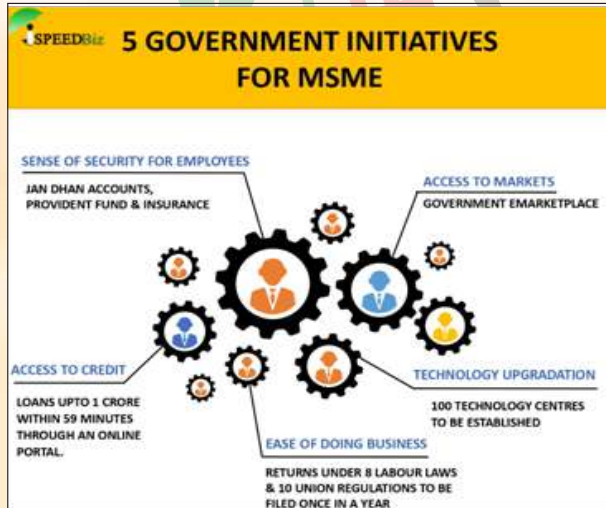 iSPEEDBiz
5 GOVERNMENT INITIATIVES
FOR MSME
SENSE OF SECURITY FOR EMPLOYEES
JAN DHAN ACCOUNTS,
PROVIDENT FUND & INSURANCE
ACCESS TO MARKETS
GOVERNMENT EMARKETPLACE
ACCESS TO CREDIT
LOANS UPTO 1 CRORE
WITHIN 59 MINUTES
THROUGH AN ONLINE
PORTAL.
TECHNOLOGY UPGRADATION
100 TECHNOLOGY CENTRES
TO BE ESTABLISHED
EASE OF DOING BUSINESS
RETURNS UNDER 8 LABOUR LAWS
& 10 UNION REGULATIONS TO BE
FILED ONCE IN A YEAR